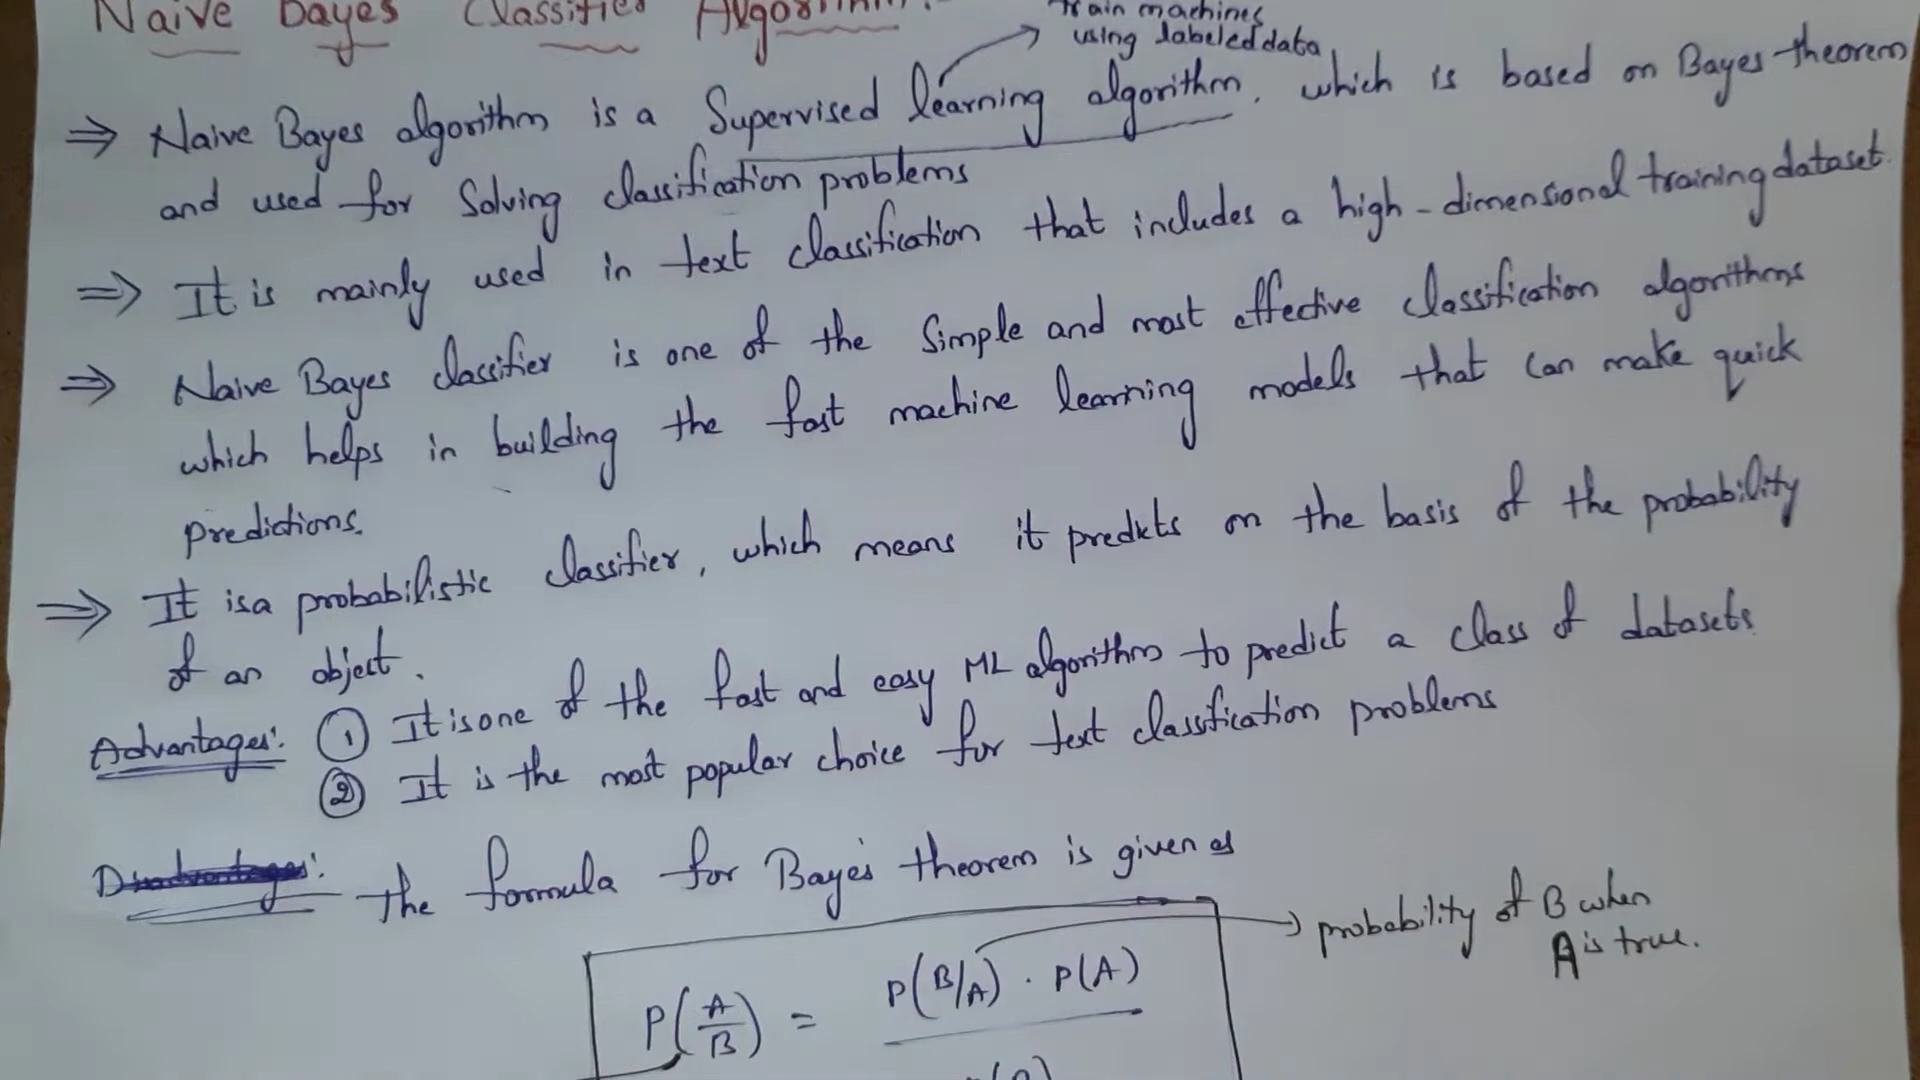 Naive Bayes Classifier Algorithm:
train machines
using labeled data
⇒ Naive Bayes algorithm is a Supervised learning algorithm, which is based on Bayes theorem
and used for Solving classification problems
⇒ It is mainly used in text classification that includes a high-dimensional training dataset.
⇒ Naive Bayes classifier is one of the Simple and most effective classification algorithms
which helps in building the fast machine learning models that can make quick
predictions.
⇒ It is a probabilistic classifier, which means it predicts on the basis of the probability
of an object.
Advantages: ① It is one of the fast and easy ML algorithms to predict a class of datasets
② It is the most popular choice for text classification problems
Disadvantages:
the formula for Baye's theorem is given as
probability of B when
A is true.
P(A/B) = P(B/A) . P(A)